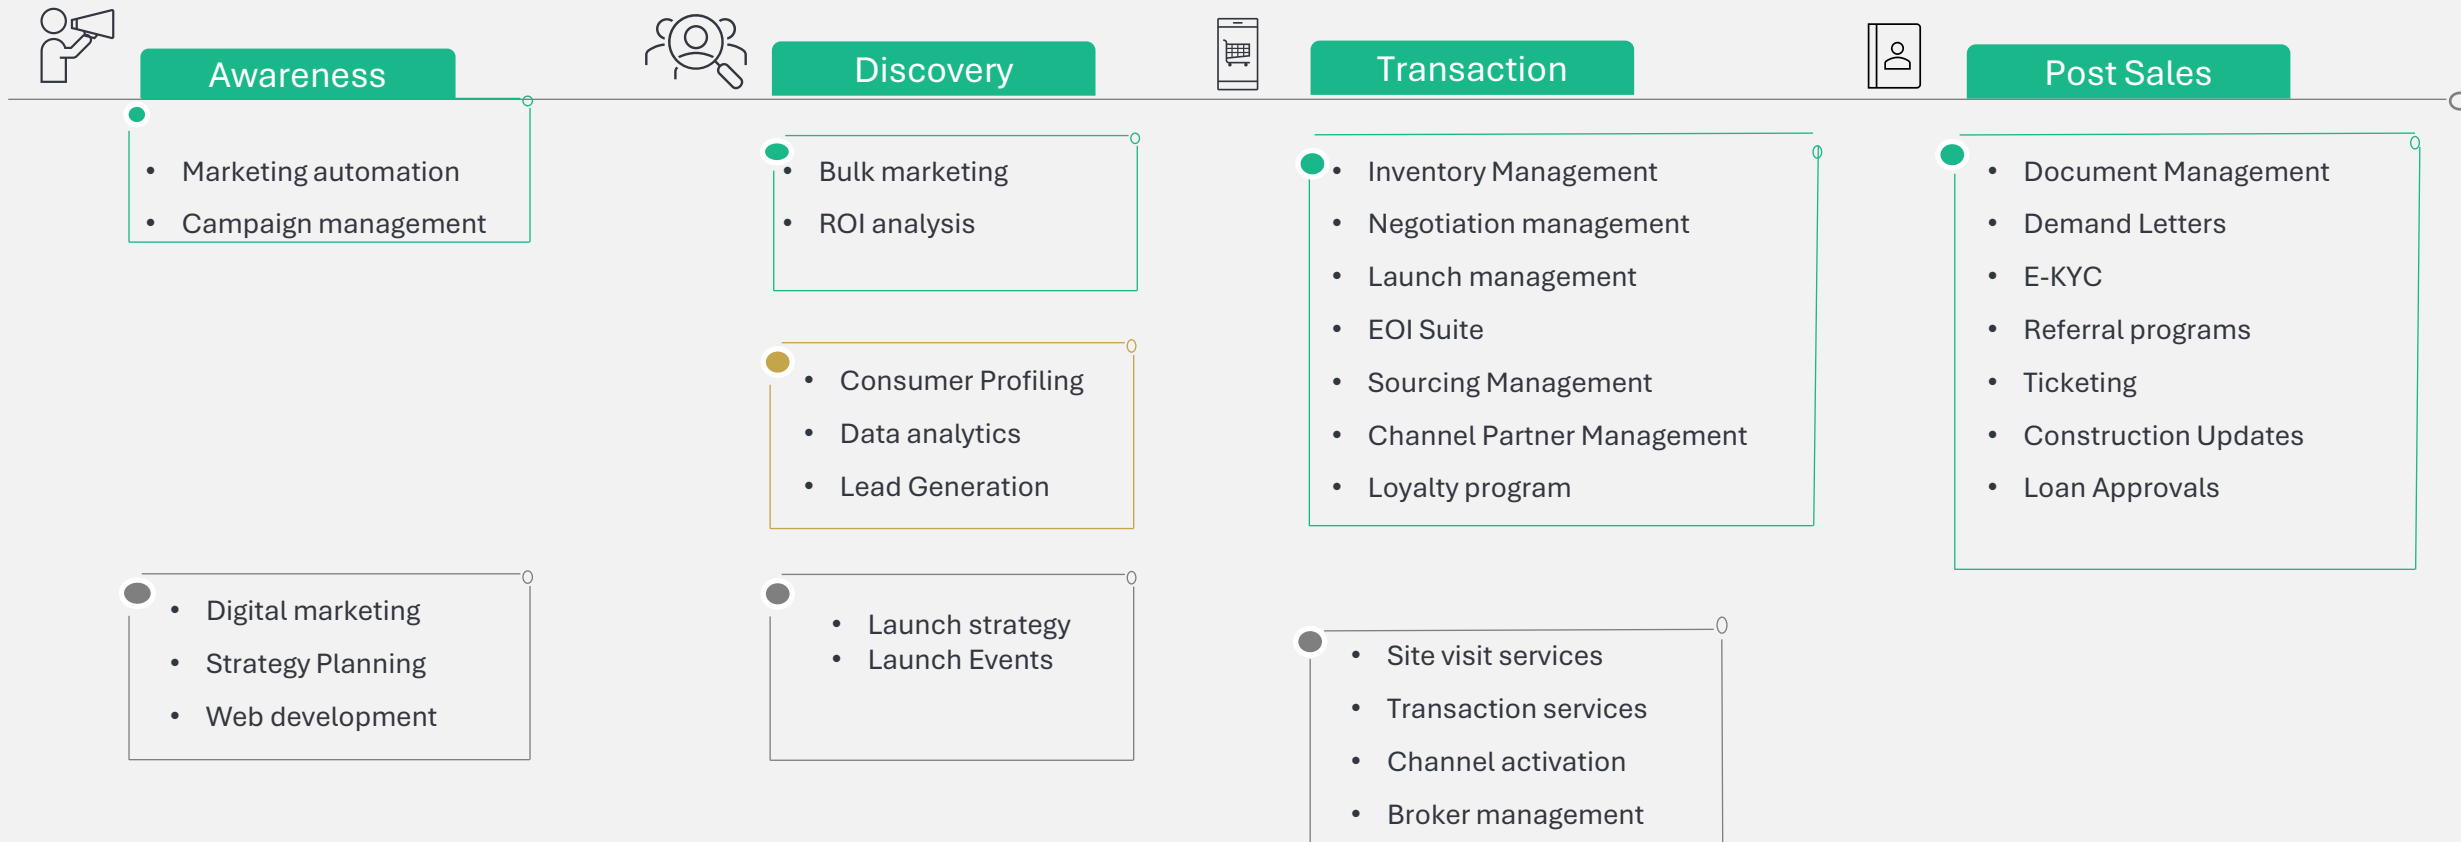 Awareness
Discovery
Transaction
Post Sales
• Marketing automation
• Campaign management
• Digital marketing
• Strategy Planning
• Web development
• Bulk marketing
• ROI analysis
• Consumer Profiling
• Data analytics
• Lead Generation
• Launch strategy
• Launch Events
• Inventory Management
• Negotiation management
• Launch management
• EOI Suite
• Sourcing Management
• Channel Partner Management
• Loyalty program
• Site visit services
• Transaction services
• Channel activation
• Broker management
• Document Management
• Demand Letters
• E-KYC
• Referral programs
• Ticketing
• Construction Updates
• Loan Approvals